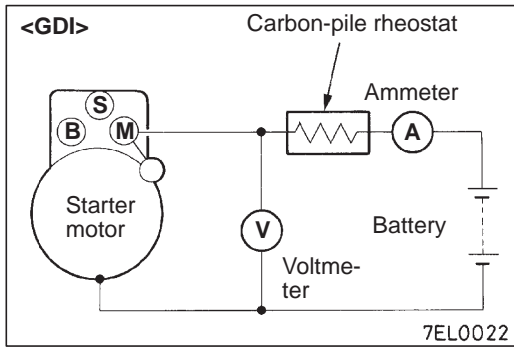 <GDI>
Carbon-pile rheostat
Ammeter
S
B
M
A
Starter
motor
V
Battery
Voltme-
ter
7EL0022